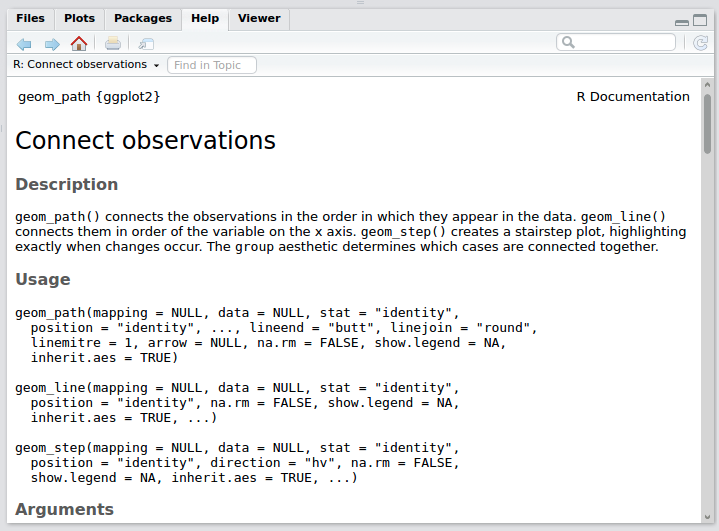 Files Plots Packages Help Viewer
R: Connect observations Find in Topic
geom_path {ggplot2} R Documentation
Connect observations
Description
geom_path() connects the observations in the order in which they appear in the data. geom_line()
connects them in order of the variable on the x axis. geom_step() creates a stairstep plot, highlighting
exactly when changes occur. The group aesthetic determines which cases are connected together.
Usage
geom_path(mapping = NULL, data = NULL, stat = "identity",
  position = "identity", ..., lineend = "butt", linejoin = "round",
  linemitre = 1, arrow = NULL, na.rm = FALSE, show.legend = NA,
  inherit.aes = TRUE)
geom_line(mapping = NULL, data = NULL, stat = "identity",
  position = "identity", na.rm = FALSE, show.legend = NA,
  inherit.aes = TRUE, ...)
geom_step(mapping = NULL, data = NULL, stat = "identity",
  position = "identity", direction = "hv", na.rm = FALSE,
  show.legend = NA, inherit.aes = TRUE, ...)
Arguments